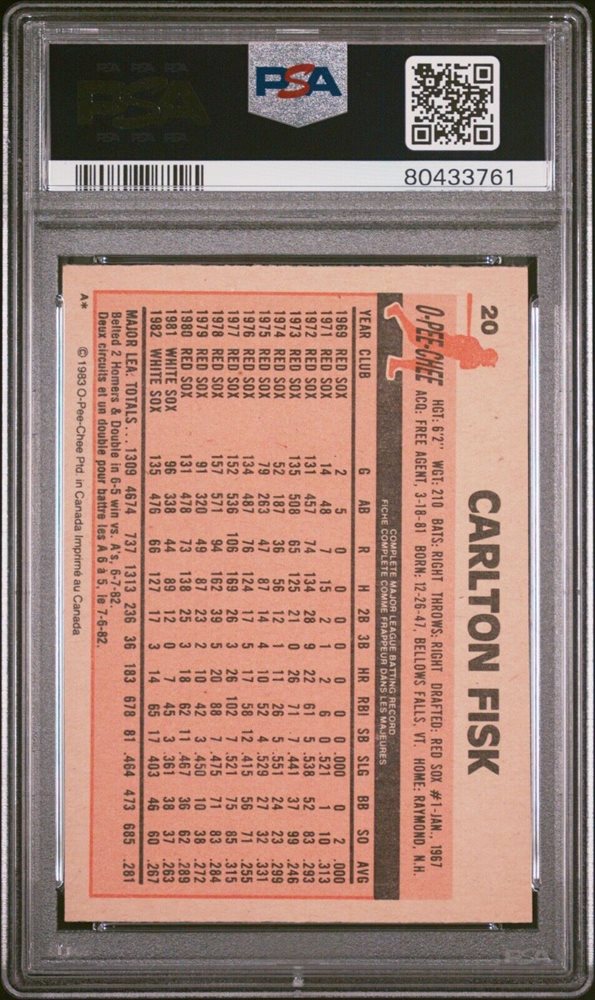 PSA
80433761
20
CARLTON FISK
O-PEE-CHEE
HGT: 6'2" WGT: 210 BATS: RIGHT THROWS: RIGHT DRAFTED: RED SOX #1-JAN., 1967
ACQ: FREE AGENT, 3-18-81 BORN: 12-26-47, BELLOWS FALLS, VT. HOME: RAYMOND, N.H.
COMPLETE MAJOR LEAGUE BATTING RECORD
FICHE COMPLETE COMME FRAPPEUR DANS LES MAJEURES
YEAR CLUB G AB R H 2B 3B HR RBI SB SLG BB SO AVG
1969 RED SOX 2 5 0 0 0 0 0 0 0 .000 0 2 .000
1971 RED SOX 14 48 7 15 2 1 2 6 0 .521 1 10 .313
1972 RED SOX 131 457 74 134 28 9 22 61 5 .538 52 83 .293
1973 RED SOX 135 508 65 125 21 0 26 71 7 .441 37 99 .246
1974 RED SOX 52 187 36 56 12 1 11 26 5 .551 24 23 .299
1975 RED SOX 79 263 47 87 14 4 10 52 4 .529 27 32 .331
1976 RED SOX 134 487 76 124 17 5 17 58 12 .415 56 71 .255
1977 RED SOX 152 536 106 169 26 3 26 102 7 .521 75 85 .315
1978 RED SOX 157 571 94 162 39 5 20 88 7 .475 71 83 .284
1979 RED SOX 91 320 49 87 23 2 10 42 3 .450 10 38 .272
1980 RED SOX 131 478 73 138 25 3 18 62 11 .467 36 62 .289
1981 WHITE SOX 96 338 44 89 12 0 7 45 3 .361 38 37 .263
1982 WHITE SOX 135 476 66 127 17 3 14 65 17 .403 46 60 .267
MAJOR LEA. TOTALS... 1309 4674 737 1313 236 36 183 678 81 .464 473 685 .281
Belted 2 Homers & Double in 6-5 win vs. A's, 6-7-82.
Deux circuits et un double pour battre les A 6 à 5, le 7-6-82.
A* © 1983 O-Pee-Chee Ptd. in Canada Imprimé au Canada
PSA